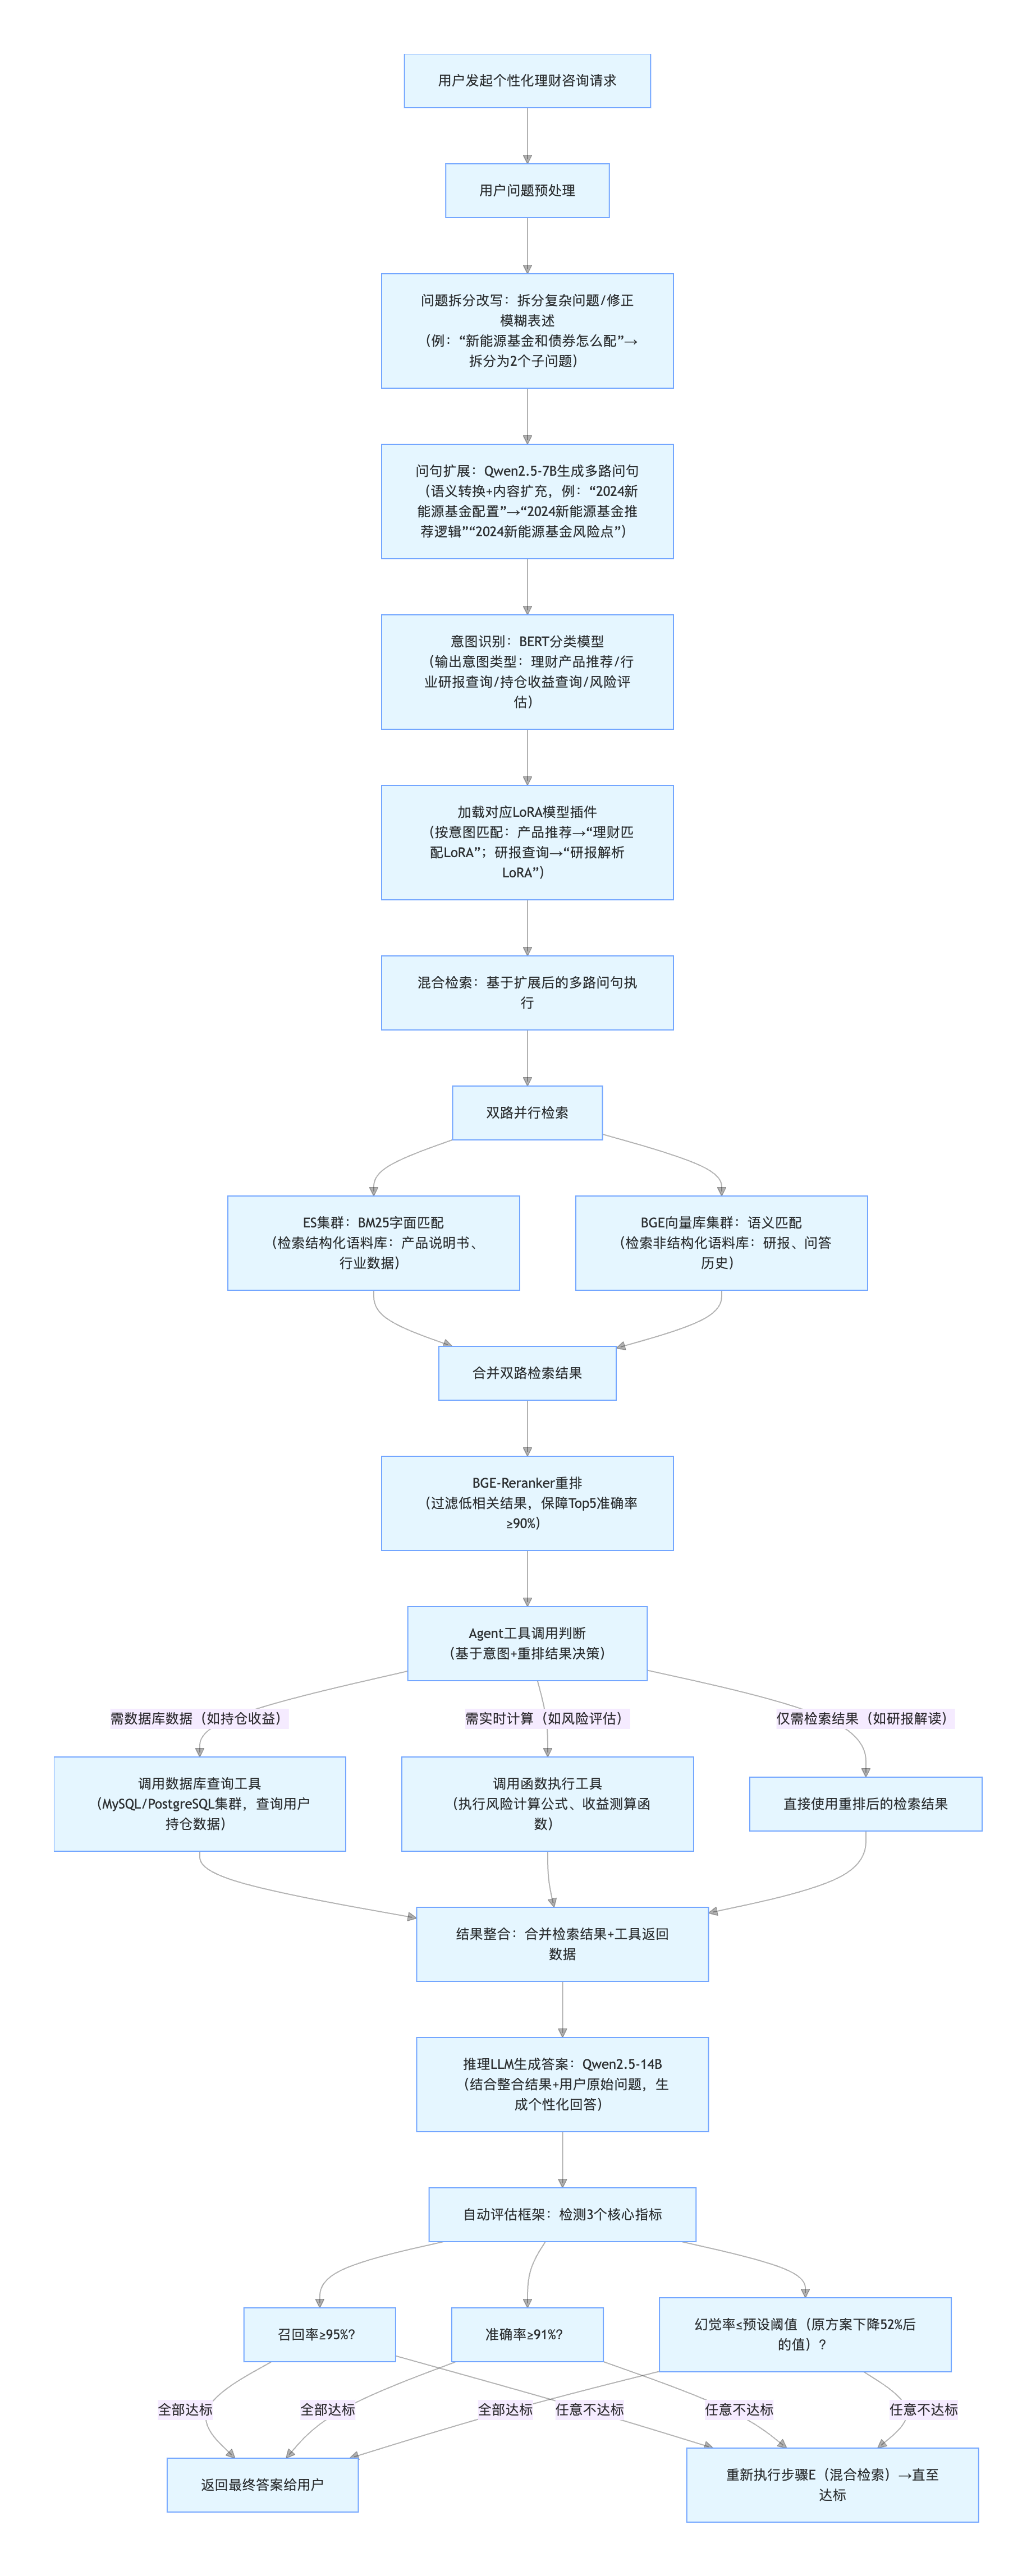 用户发起个性化理财咨询请求
用户问题预处理
问题拆分改写：拆分复杂问题/修正
模糊表述
（例：“新能源基金和债券怎么配”→
拆分为2个子问题）
问句扩展：Qwen2.5-7B生成多路问句
（语义转换+内容扩充，例：“2024新
能源基金配置”→“2024新能源基金推
荐逻辑”“2024新能源基金风险点”）
意图识别：BERT分类模型
（输出意图类型：理财产品推荐/行
业研报查询/持仓收益查询/风险评
估）
加载对应LoRA模型插件
（按意图匹配：产品推荐→“理财匹
配LoRA”；研报查询→“研报解析
LoRA”）
混合检索：基于扩展后的多路问句执
行
双路并行检索
ES集群：BM25字面匹配
（检索结构化语料库：产品说明书、
行业数据）
BGE向量库集群：语义匹配
（检索非结构化语料库：研报、问答
历史）
合并双路检索结果
BGE-Reranker重排
（过滤低相关结果，保障Top5准确率
≥90%）
Agent工具调用判断
（基于意图+重排结果决策）
需数据库数据（如持仓收益）
需实时计算（如风险评估）
仅需检索结果（如研报解读）
调用数据库查询工具
（MySQL/PostgreSQL集群，查询用户
持仓数据）
调用函数执行工具
（执行风险计算公式、收益测算函
数）
直接使用重排后的检索结果
结果整合：合并检索结果+工具返回
数据
推理LLM生成答案：Qwen2.5-14B
（结合整合结果+用户原始问题，生
成个性化回答）
自动评估框架：检测3个核心指标
召回率≥95%?
准确率≥91%?
幻觉率≤预设阈值（原方案下降52%后
的值）?
全部达标
全部达标
全部达标
任意不达标
任意不达标
任意不达标
返回最终答案给用户
重新执行步骤E（混合检索）→直至
达标